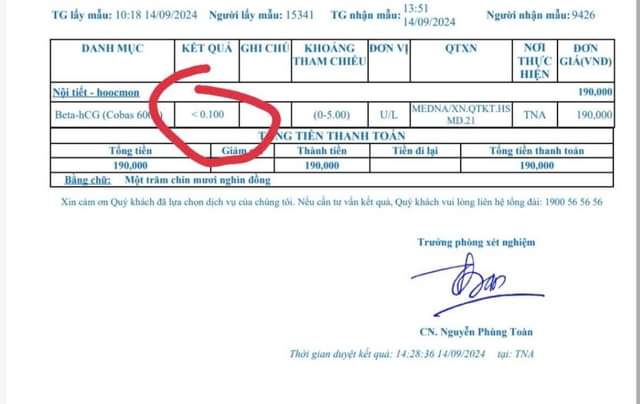 TG lấy mẫu: 10:18 14/09/2024 Người lấy mẫu: 15341 TG nhận mẫu: 13:51 14/09/2024 Người nhận mẫu: 9426
DANH MỤC KẾT QUẢ GHI CHÚ KHOẢNG THAM CHIẾU ĐƠN VỊ QTXN NƠI THỰC HIỆN ĐƠN GIÁ(VNĐ)
Nội tiết - hoocmon 190,000
Beta-hCG (Cobas < 0.100 (0-5.00) U/L MEDNA/XN.QTKT.HS MD.21 TNA 190,000
TỔNG TIỀN THANH TOÁN
Tổng tiền Giảm Thành tiền Tiền đi lại Tổng tiền thanh toán
190,000 190,000 190,000
Bằng chữ: Một trăm chín mươi nghìn đồng
Xin cảm ơn Quý khách đã lựa chọn dịch vụ của chúng tôi. Nếu cần tư vấn kết quả, Quý khách vui lòng liên hệ tổng đài: 1900 56 56 56
Trưởng phòng xét nghiệm
CN. Nguyễn Phùng Toàn
Thời gian duyệt kết quả: 14:28:36 14/09/2024 tại: TNA